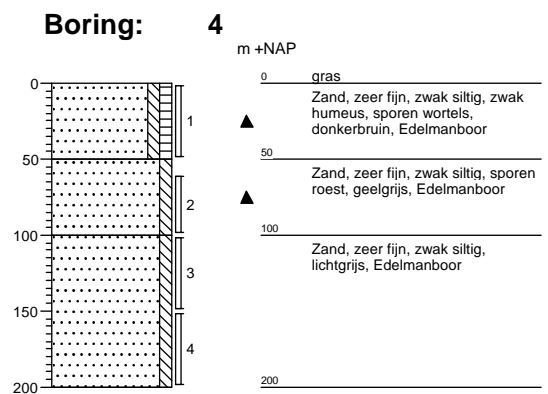 Boring: 4
m +NAP
0
0
gras
Zand, zeer fijn, zwak siltig, zwak
humeus, sporen wortels,
donkerbruin, Edelmanboor
1
50
50
Zand, zeer fijn, zwak siltig, sporen
roest, geelgrijs, Edelmanboor
2
100
100
Zand, zeer fijn, zwak siltig,
lichtgrijs, Edelmanboor
3
150
4
200
200